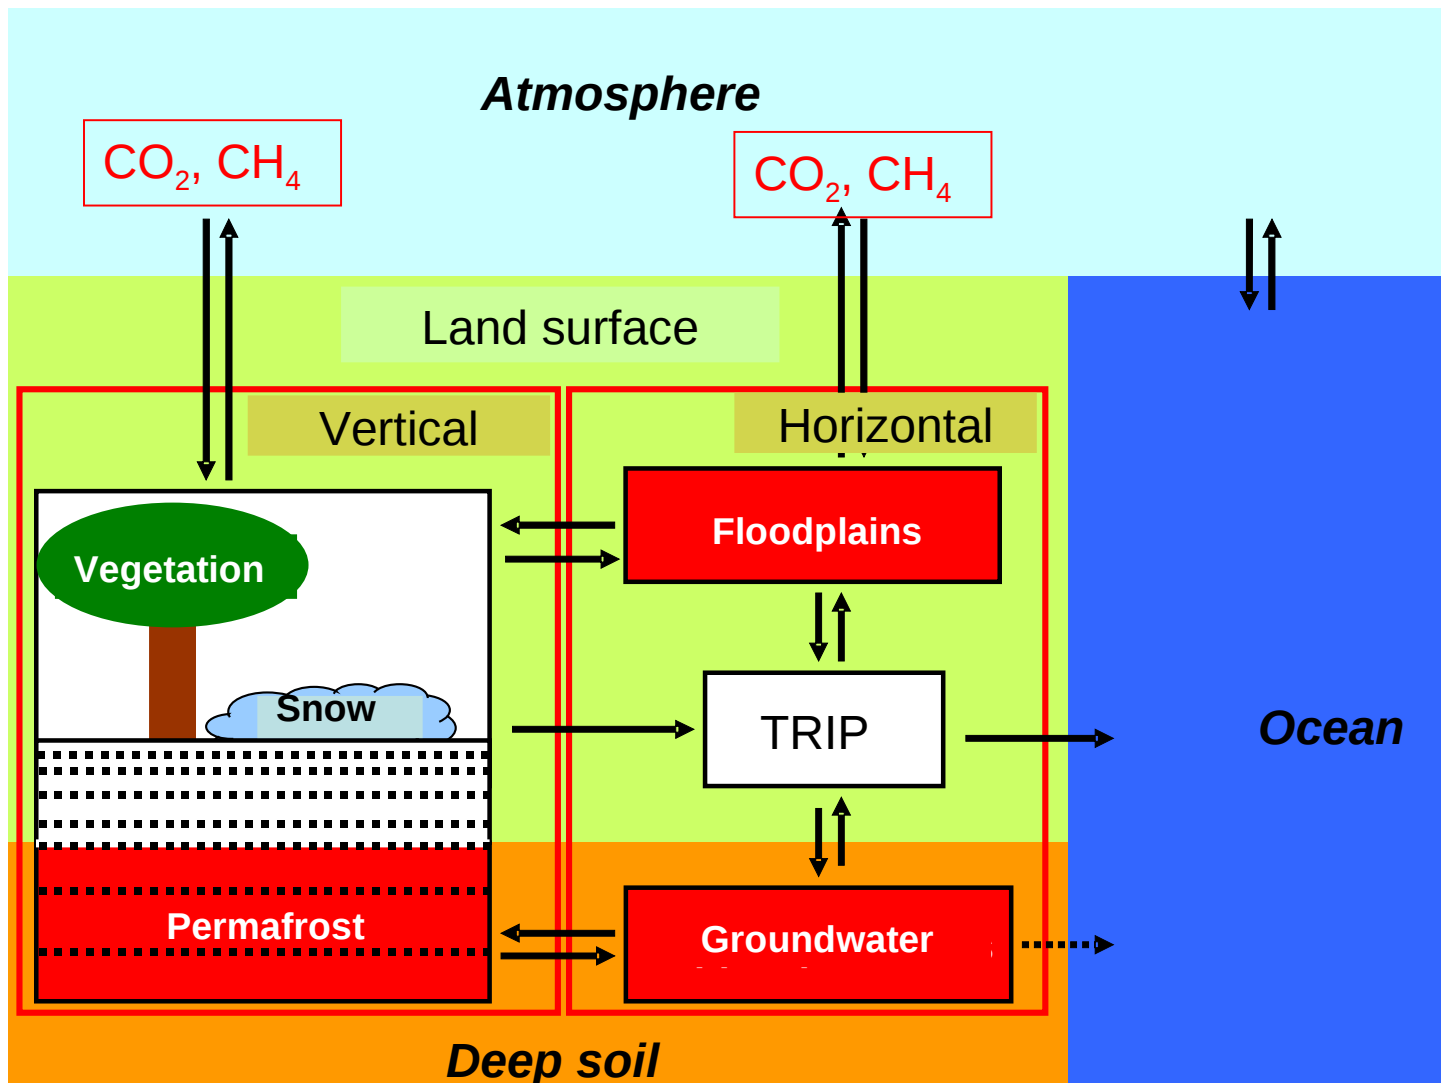 Atmosphere
CO2, CH4
CO2, CH4
Land surface
Vertical
Horizontal
Floodplains
Vegetation
Snow
TRIP
Ocean
Permafrost
Groundwater
Deep soil